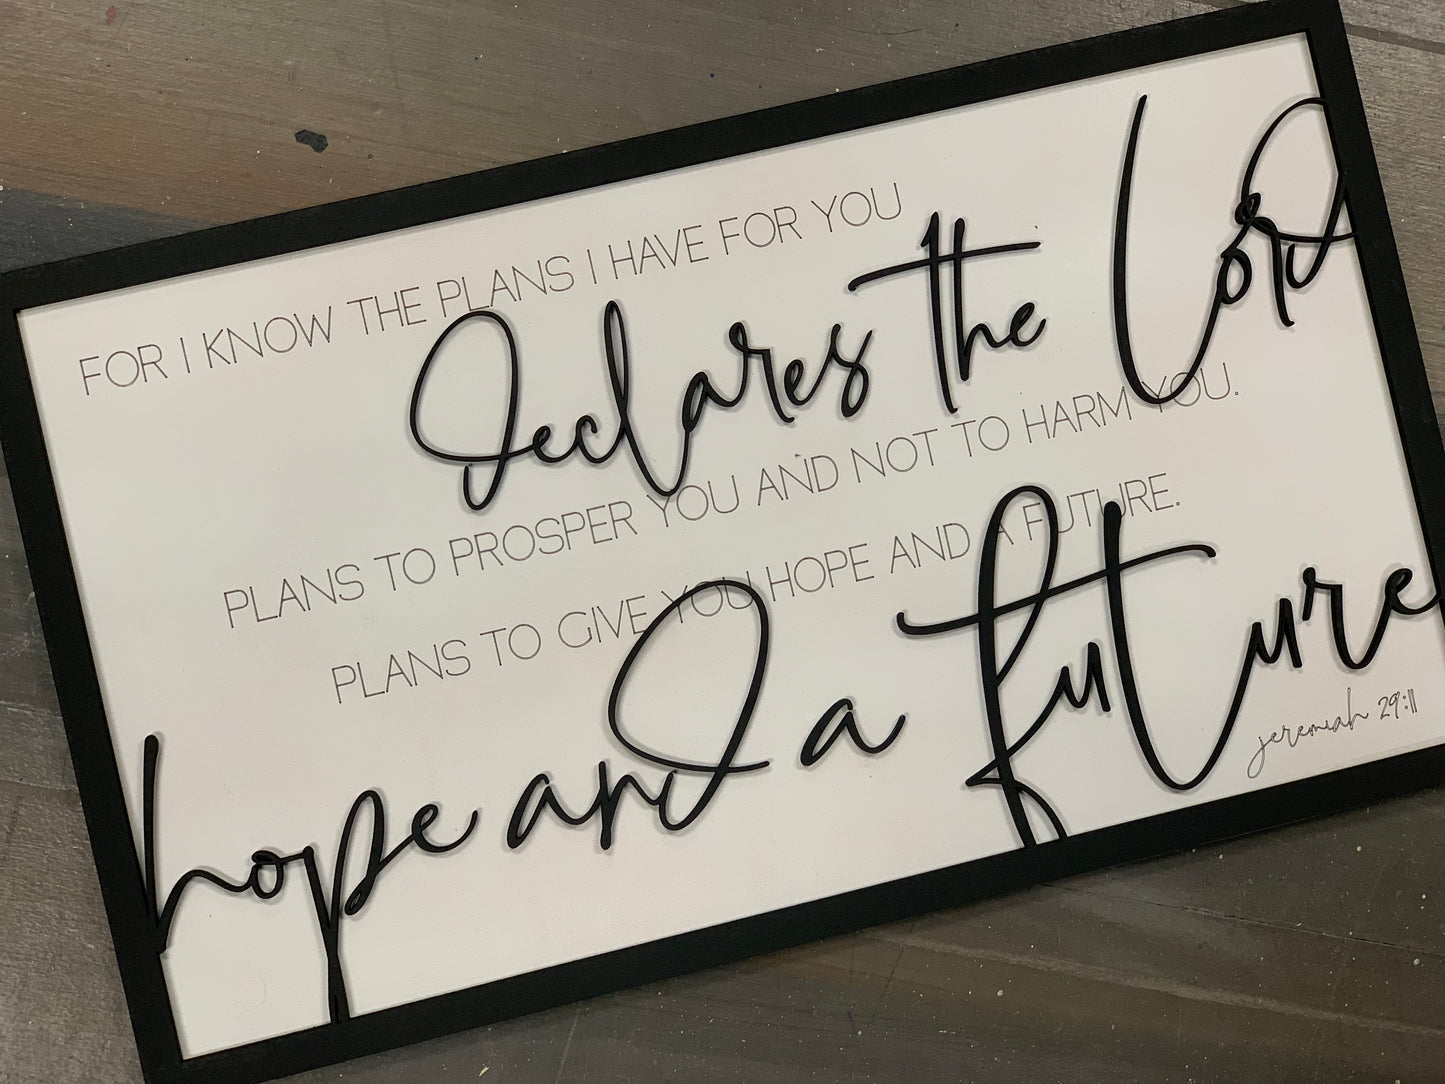 FOR I KNOW THE PLANS I HAVE FOR YOU
Declares the Lord
PLANS TO PROSPER YOU AND NOT TO HARM YOU.
PLANS TO GIVE YOU HOPE AND A FUTURE.
hope and a future
jeremiah 29:11